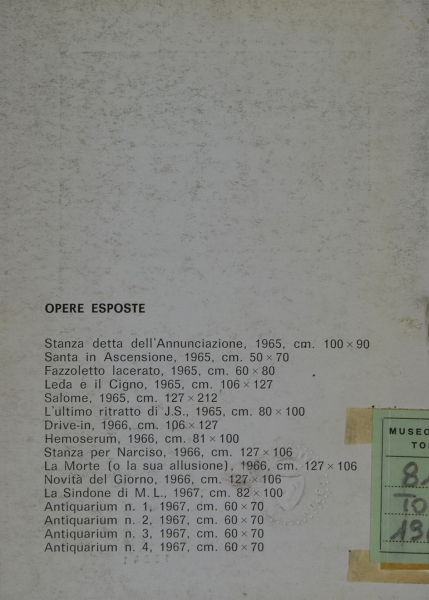 OPERE ESPOSTE
Stanza detta dell'Annunciazione, 1965, cm. 100 × 90
Santa in Ascensione, 1965, cm. 50 × 70
Fazzoletto lacerato, 1965, cm. 60 × 80
Leda e il Cigno, 1965, cm. 106 × 127
Salome, 1965, cm. 127 × 212
L'ultimo ritratto di J.S., 1965, cm. 80 × 100
Drive-in, 1966, cm. 106 × 127
Hemoserum, 1966, cm. 81 × 100
Stanza per Narciso, 1966, cm. 127 × 106
La Morte (o la sua allusione), 1966, cm. 127 × 106
Novità del Giorno, 1966, cm. 127 × 106
La Sindone di M.L., 1967, cm. 82 × 100
Antiquarium n. 1, 1967, cm. 60 × 70
Antiquarium n. 2, 1967, cm. 60 × 70
Antiquarium n. 3, 1967, cm. 60 × 70
Antiquarium n. 4, 1967, cm. 60 × 70
MUSEO
TO
8
TO
19